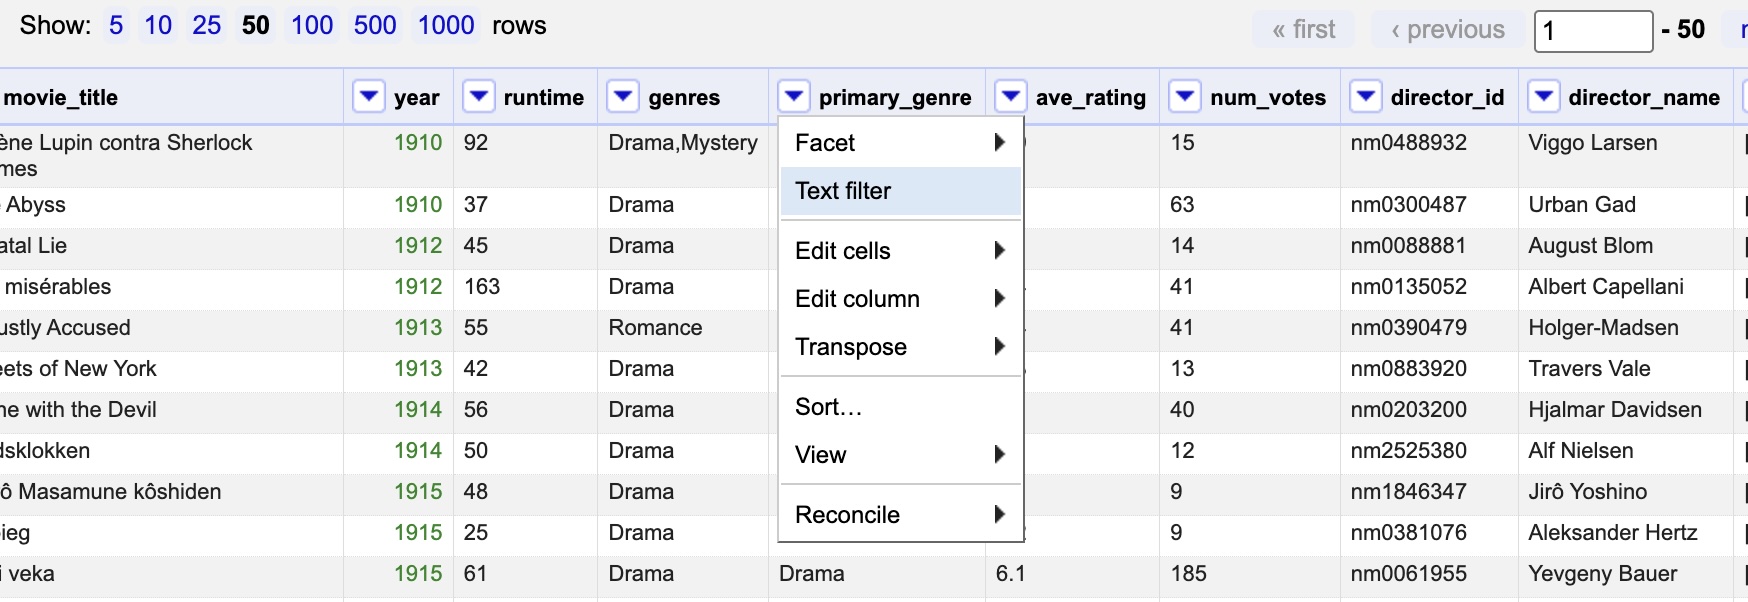 Show: 5 10 25 50 100 500 1000 rows « first ‹ previous 1 - 50
movie_title year runtime genres primary_genre ave_rating num_votes director_id director_name
ène Lupin contra Sherlock 1910 92 Drama,Mystery 15 nm0488932 Viggo Larsen
mes
Abyss 1910 37 Drama 63 nm0300487 Urban Gad
atal Lie 1912 45 Drama 14 nm0088881 August Blom
misérables 1912 163 Drama 41 nm0135052 Albert Capellani
ustly Accused 1913 55 Romance 41 nm0390479 Holger-Madsen
eets of New York 1913 42 Drama 13 nm0883920 Travers Vale
ne with the Devil 1914 56 Drama 40 nm0203200 Hjalmar Davidsen
dsklokken 1914 50 Drama 12 nm2525380 Alf Nielsen
ô Masamune kôshiden 1915 48 Drama 9 nm1846347 Jirô Yoshino
ieg 1915 25 Drama 9 nm0381076 Aleksander Hertz
i veka 1915 61 Drama Drama 6.1 185 nm0061955 Yevgeny Bauer
Facet
Text filter
Edit cells
Edit column
Transpose
Sort...
View
Reconcile